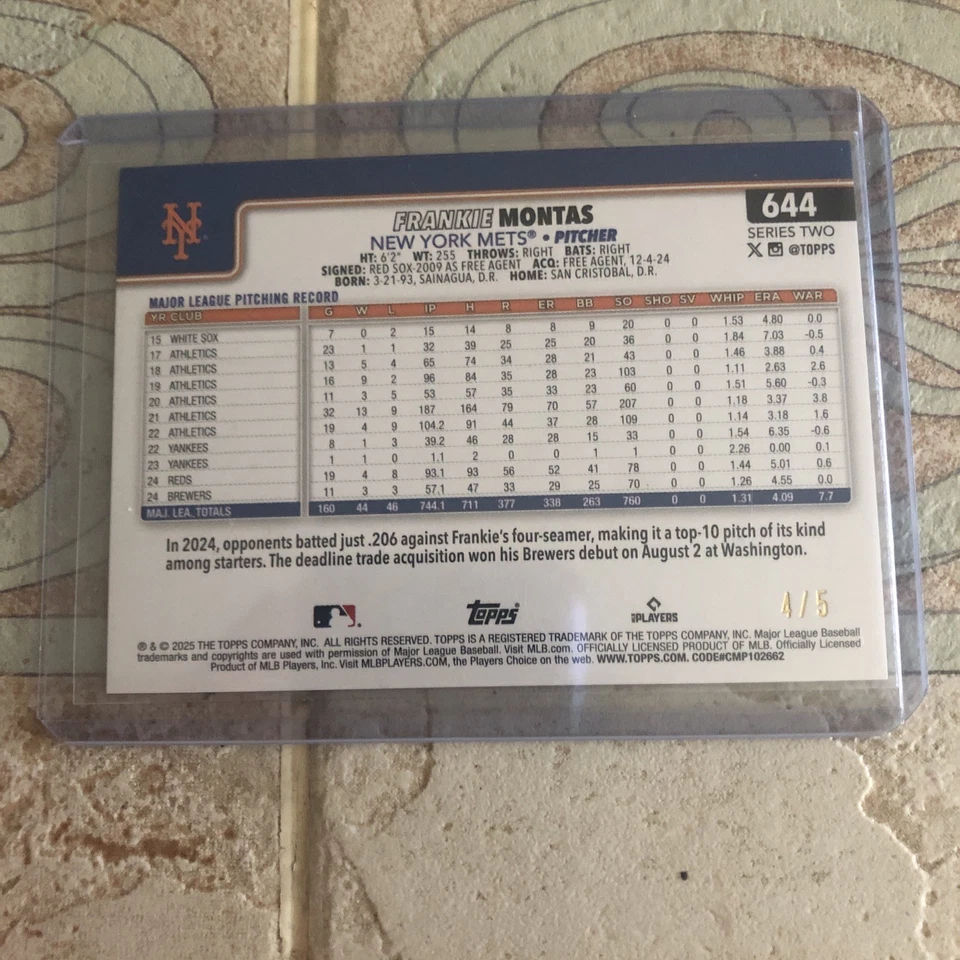 NY
644
FRANKIE MONTAS
SERIES TWO
NEW YORK METS® • PITCHER
X @TOPPS
HT: 6'2" WT: 255 THROWS: RIGHT BATS: RIGHT
SIGNED: RED SOX-2009 AS FREE AGENT ACQ: FREE AGENT, 12-4-24
BORN: 3-21-93, SAINAGUA, D.R. HOME: SAN CRISTOBAL, D.R.
MAJOR LEAGUE PITCHING RECORD
YR CLUB G W L IP H R ER BB SO SHO SV WHIP ERA WAR
15 WHITE SOX 7 0 2 15 14 8 8 9 20 0 0 1.53 4.80 0.0
17 ATHLETICS 23 1 1 32 39 25 25 20 36 0 0 1.84 7.03 -0.5
18 ATHLETICS 13 5 4 65 74 34 28 21 43 0 0 1.46 3.88 0.4
19 ATHLETICS 16 9 2 96 84 35 28 23 103 0 0 1.11 2.63 2.6
20 ATHLETICS 11 3 5 53 57 35 33 23 60 0 0 1.51 5.60 -0.3
21 ATHLETICS 32 13 9 187 164 79 70 57 207 0 0 1.18 3.37 3.8
22 ATHLETICS 19 4 9 104.2 91 44 37 28 109 0 0 1.14 3.18 1.6
22 YANKEES 8 1 3 39.2 46 28 28 15 33 0 0 1.54 6.35 -0.6
23 YANKEES 1 1 0 1.1 2 0 0 1 1 0 0 2.26 0.00 0.1
24 REDS 19 4 8 93.1 93 56 52 41 78 0 0 1.44 5.01 0.6
24 BREWERS 11 3 3 57.1 47 33 29 25 70 0 0 1.26 4.55 0.0
MAJ. LEA. TOTALS 160 44 46 744.1 711 377 338 263 760 0 0 1.31 4.09 7.7
In 2024, opponents batted just .206 against Frankie's four-seamer, making it a top-10 pitch of its kind
among starters. The deadline trade acquisition won his Brewers debut on August 2 at Washington.
topps PLAYERS 4/5
® & © 2025 THE TOPPS COMPANY, INC. ALL RIGHTS RESERVED. TOPPS IS A REGISTERED TRADEMARK OF THE TOPPS COMPANY, INC. Major League Baseball
trademarks and copyrights are used with permission of Major League Baseball. Visit MLB.com. OFFICIALLY LICENSED PRODUCT OF MLB. Officially Licensed
Product of MLB Players, Inc. Visit MLBPLAYERS.COM, the Players Choice on the web. WWW.TOPPS.COM. CODE#CMP102662